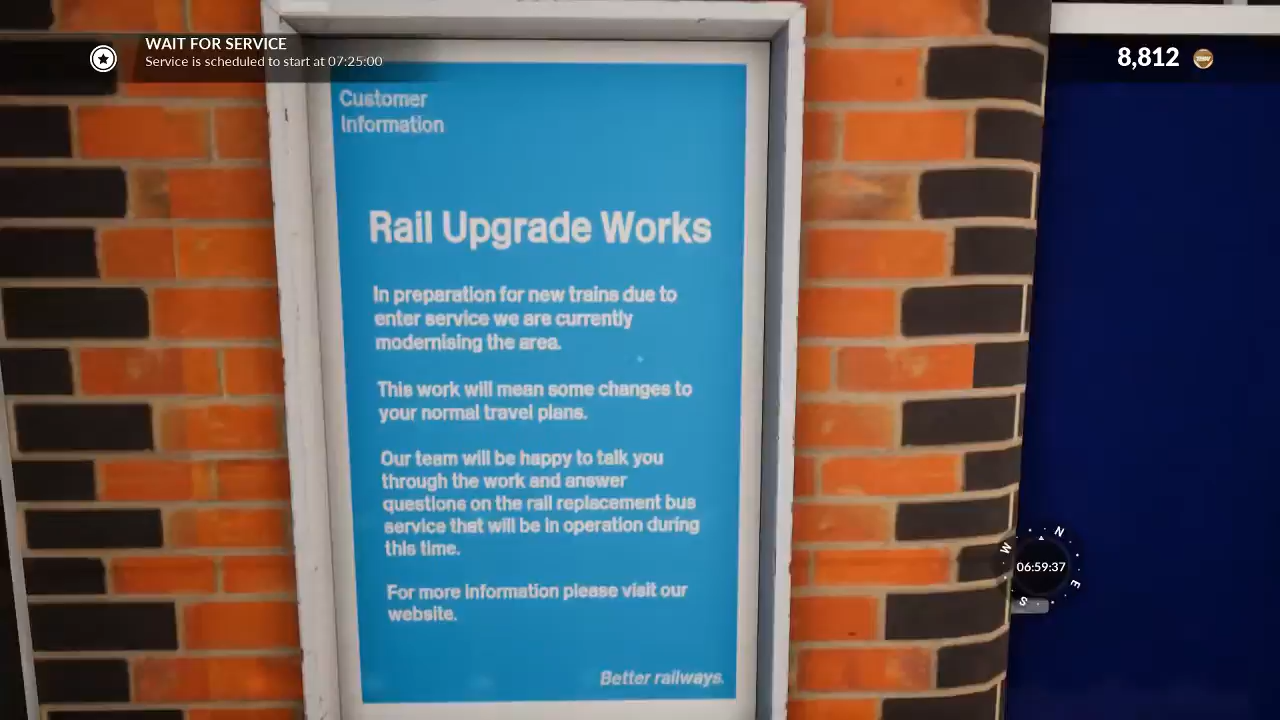 WAIT FOR SERVICE
Service is scheduled to start at 07:25:00
8,812
Customer
Information
Rail Upgrade Works
In preparation for new trains due to
enter service we are currently
modernising the area.
This work will mean some changes to
your normal travel plans.
Our team will be happy to talk you
through the work and answer
questions on the rail replacement bus
service that will be in operation during
this time.
For more information please visit our
website.
Better railways.
N
W
06:59:37
E
S